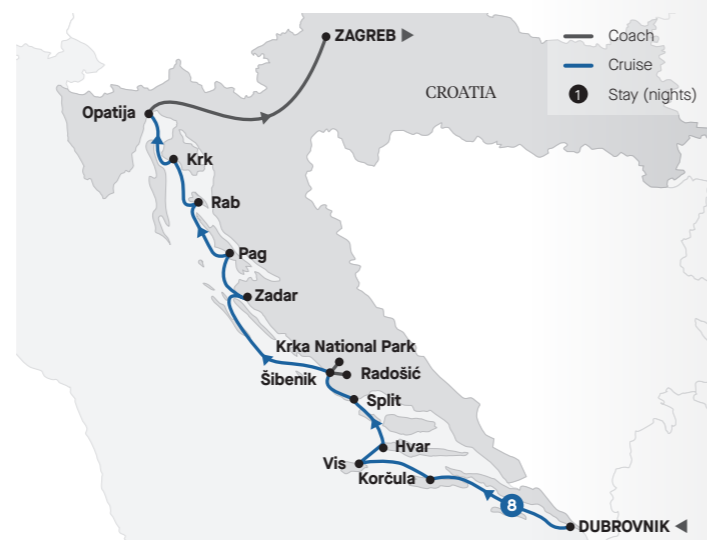 ZAGREB
Coach
Cruise
1 Stay (nights)
CROATIA
Opatija
Krk
Rab
Pag
Zadar
Krka National Park
Radošić
Šibenik
Split
Hvar
Vis
Korčula
8
DUBROVNIK